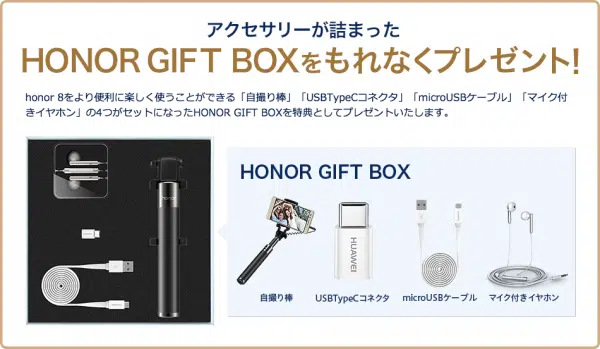 アクセサリーが詰まった
HONOR GIFT BOXをもれなくプレゼント!
honor 8をより便利に楽しく使うことができる「自撮り棒」「USBTypeCコネクタ」「microUSBケーブル」「マイク付
きイヤホン」の4つがセットになったHONOR GIFT BOXを特典としてプレゼントいたします。
honor
HONOR GIFT BOX
HUAWEI
自撮り棒
USBTypeCコネクタ
microUSBケーブル
マイク付きイヤホン